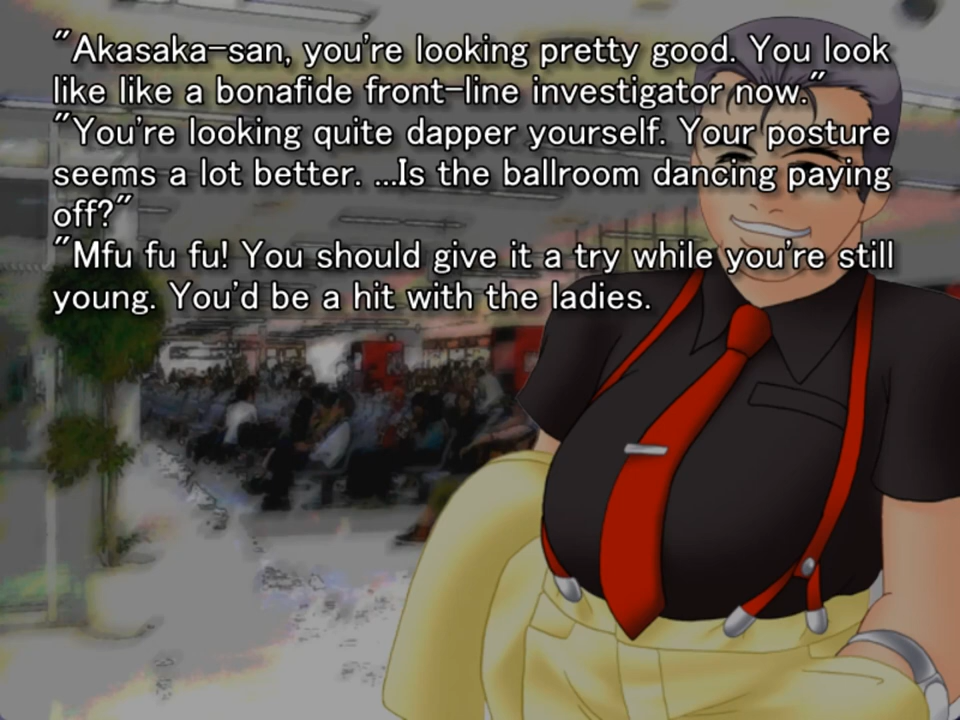 "Akasaka-san, you're looking pretty good. You look
like like a bonafide front-line investigator now."
"You're looking quite dapper yourself. Your posture
seems a lot better. ...Is the ballroom dancing paying
off?"
"Mfu fu fu! You should give it a try while you're still
young. You'd be a hit with the ladies.